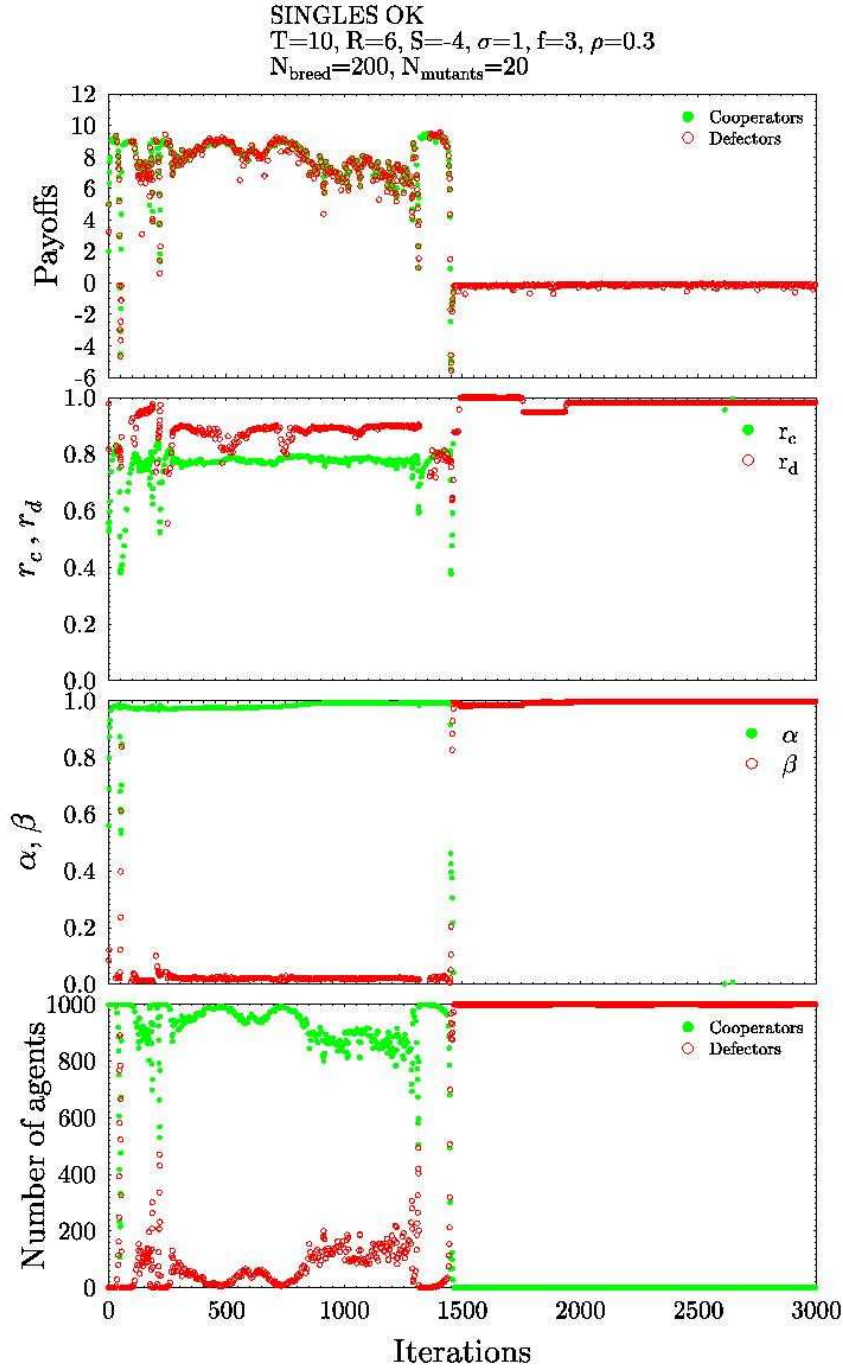 SINGLES OK
T=10, R=6, S=-4, σ=1, f=3, ρ=0.3
N_breed=200, N_mutants=20
12
10
8
6
4
2
0
-2
-4
-6
Payoffs
Cooperators
Defectors
1.0
0.8
0.6
0.4
0.2
0.0
r_c , r_d
r_c
r_d
1.0
0.8
0.6
0.4
0.2
0.0
α, β
α
β
1000
800
600
400
200
0
Number of agents
Cooperators
Defectors
0 500 1000 1500 2000 2500 3000
Iterations